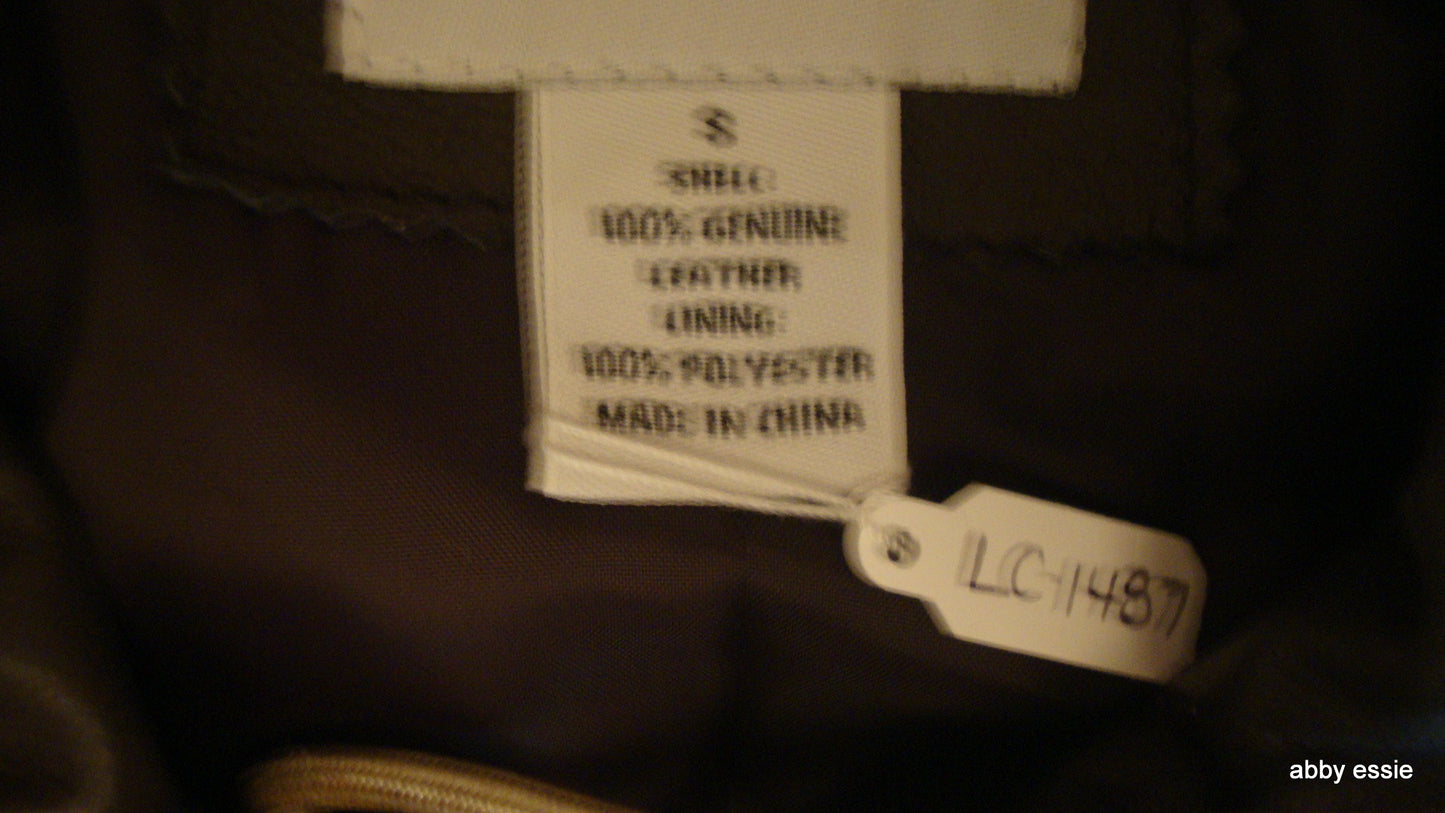 S
SHELL:
100% GENUINE
LEATHER
LINING:
100% POLYESTER
MADE IN CHINA
LC-1487
abby essie